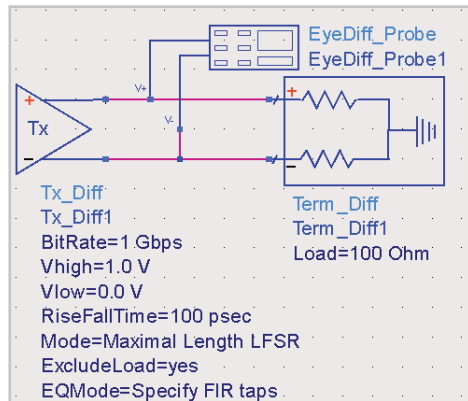 EyeDiff_Probe
EyeDiff_Probe1
V+
V-
+
Tx
−
+
−
Tx_Diff
Tx_Diff1
BitRate=1 Gbps
Vhigh=1.0 V
Vlow=0.0 V
RiseFallTime=100 psec
Mode=Maximal Length LFSR
ExcludeLoad=yes
EQMode=Specify FIR taps
Term_Diff
Term_Diff1
Load=100 Ohm